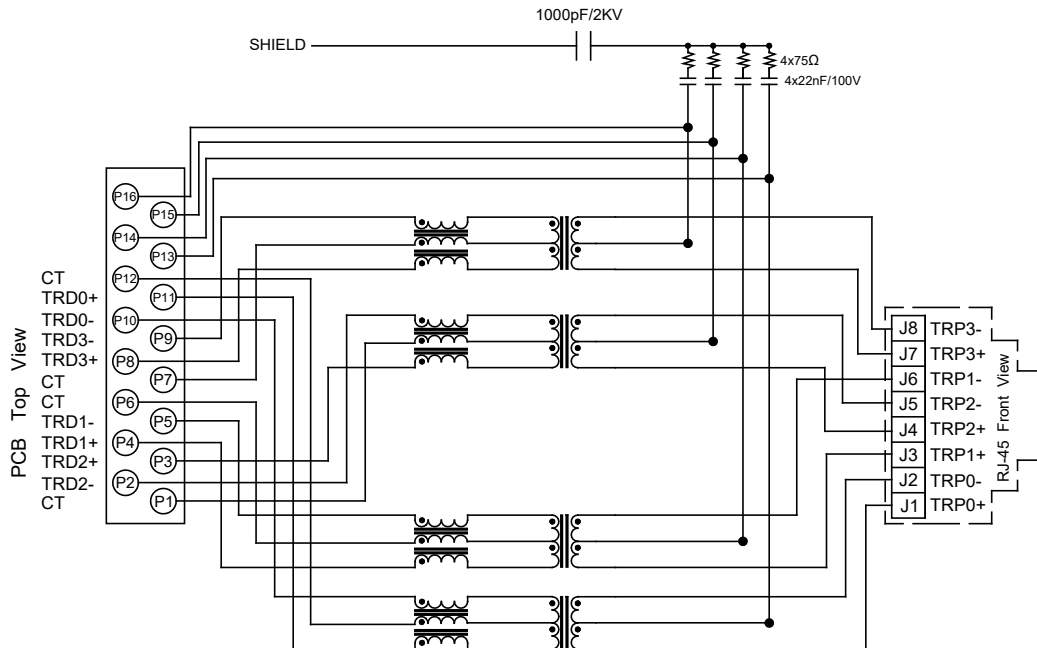 1000pF/2KV
SHIELD
4x75Ω
4x22nF/100V
P16
P15
P14
P13
CT P12
TRD0+ P11
TRD0- P10
TRD3- P9
TRD3+ P8
CT P7
CT P6
TRD1- P5
TRD1+ P4
TRD2+ P3
TRD2- P2
CT P1
PCB Top View
J8 TRP3-
J7 TRP3+
J6 TRP1-
J5 TRP2-
J4 TRP2+
J3 TRP1+
J2 TRP0-
J1 TRP0+
RJ-45 Front View